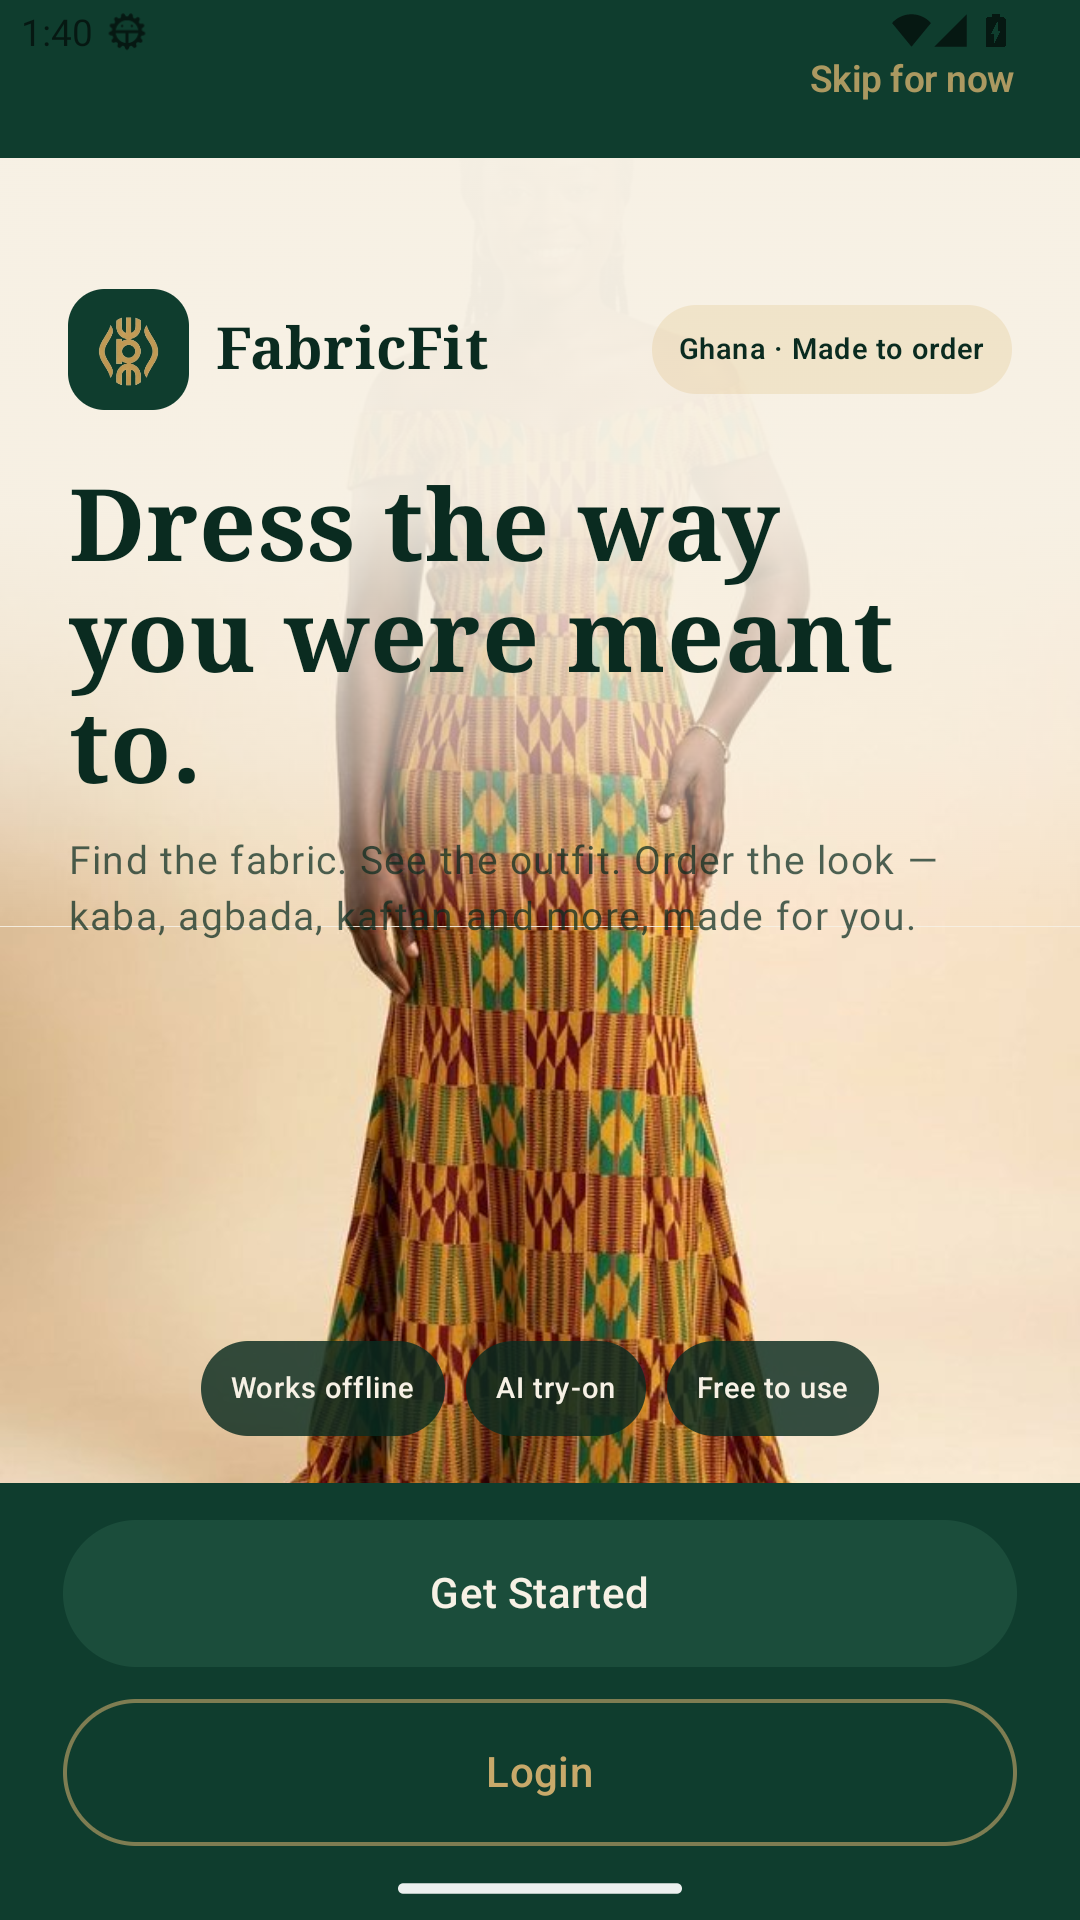 1:40
Skip for now
FabricFit
Ghana · Made to order
Dress the way
you were meant
to.
Find the fabric. See the outfit. Order the look —
kaba, agbada, kaftan and more, made for you.
Works offline
AI try-on
Free to use
Get Started
Login